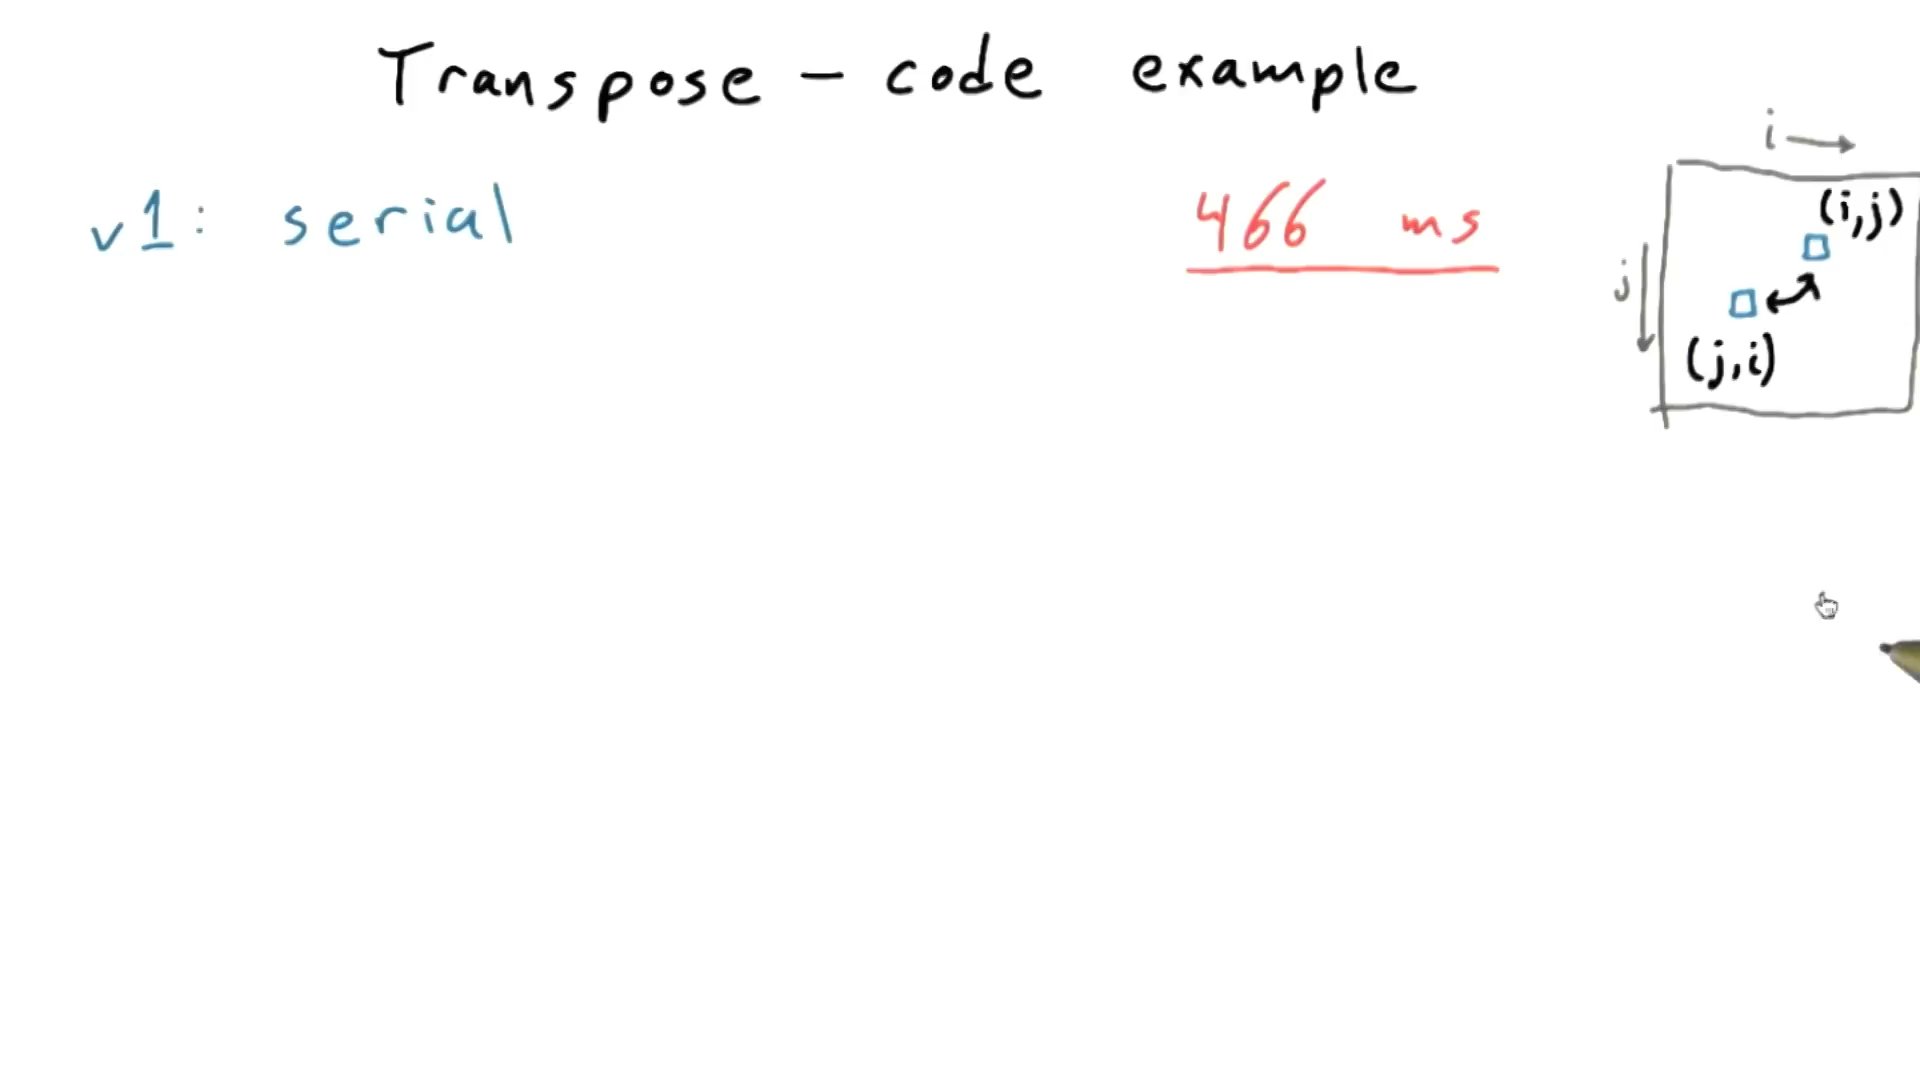 Transpose - code example
i
v1: serial
466 ms
(i,j)
j
(j,i)